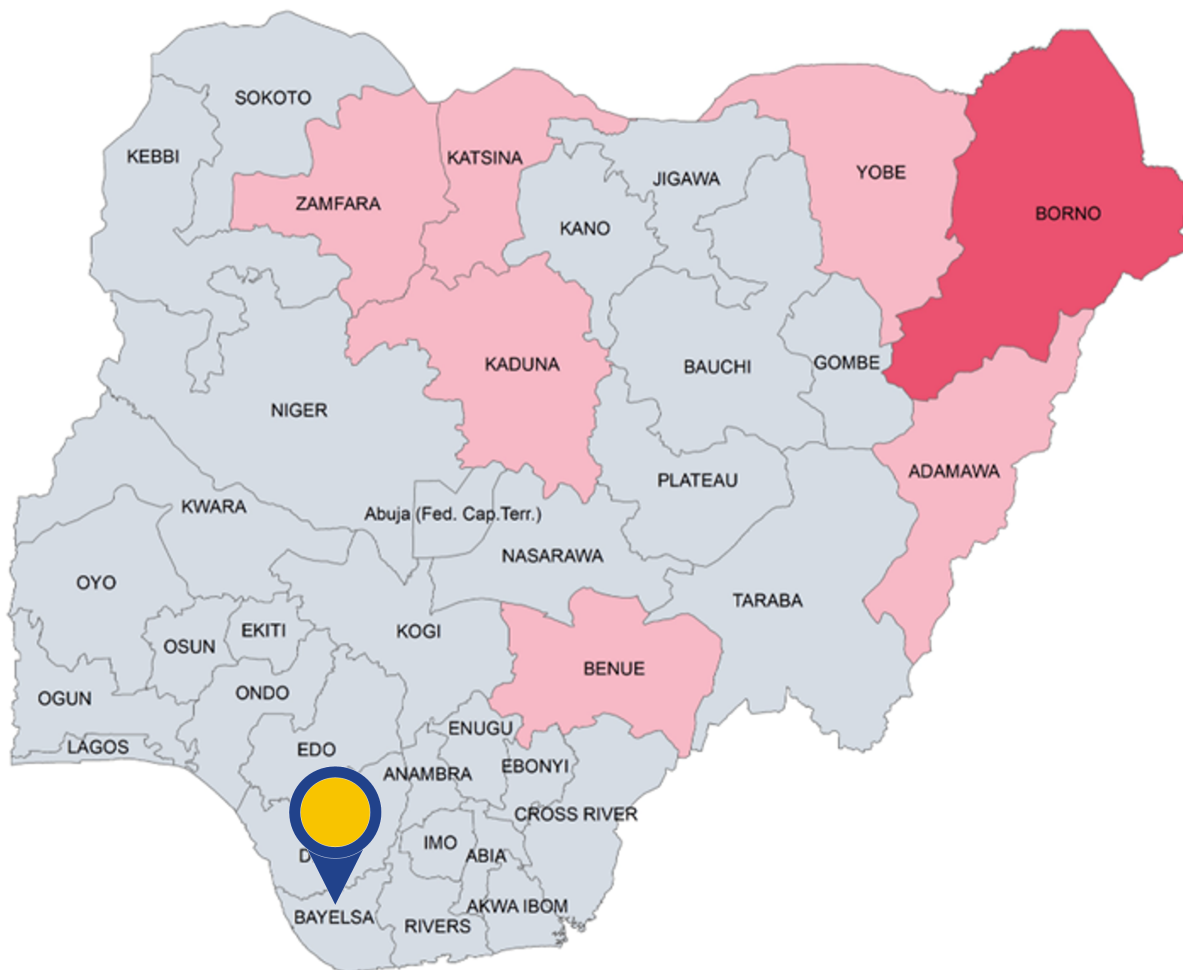 SOKOTO
KEBBI
KATSINA
ZAMFARA
JIGAWA
YOBE
BORNO
KANO
KADUNA
BAUCHI
GOMBE
NIGER
ADAMAWA
PLATEAU
KWARA
Abuja (Fed. Cap.Terr.)
NASARAWA
OYO
TARABA
EKITI
KOGI
OSUN
BENUE
OGUN
ONDO
ENUGU
LAGOS
EDO
ANAMBRA
EBONYI
CROSS RIVER
IMO
D
ABIA
AKWA IBOM
BAYELSA
RIVERS